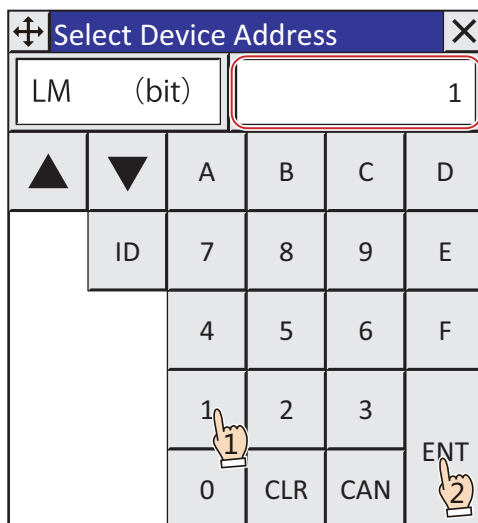 Select Device Address
LM (bit) 1
A B C D
ID 7 8 9 E
4 5 6 F
1 2 3
1
ENT
2
0 CLR CAN